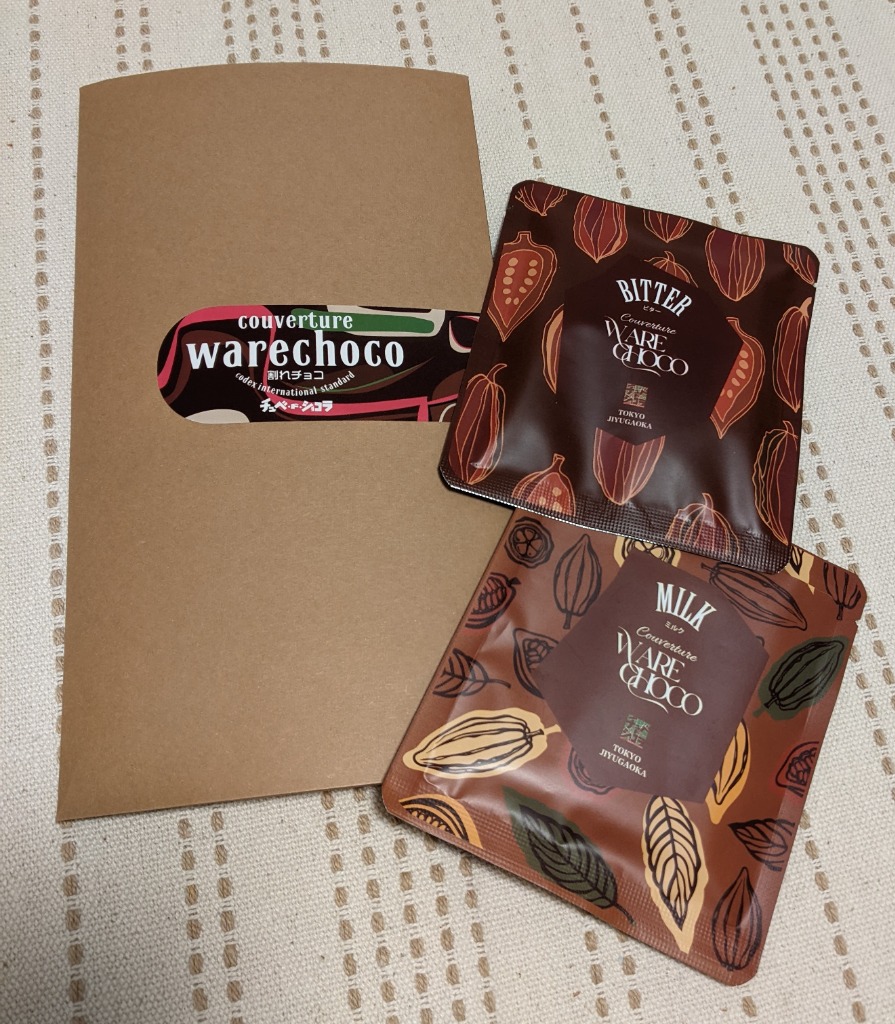 couverture
warechoco
割れチョコ
codex international standard
チュベ・ド・ショコラ
BITTER
ビター
Couverture
WARE
CHOCO
TOKYO
JIYUGAOKA
MILK
ミルク
Couverture
WARE
CHOCO
TOKYO
JIYUGAOKA